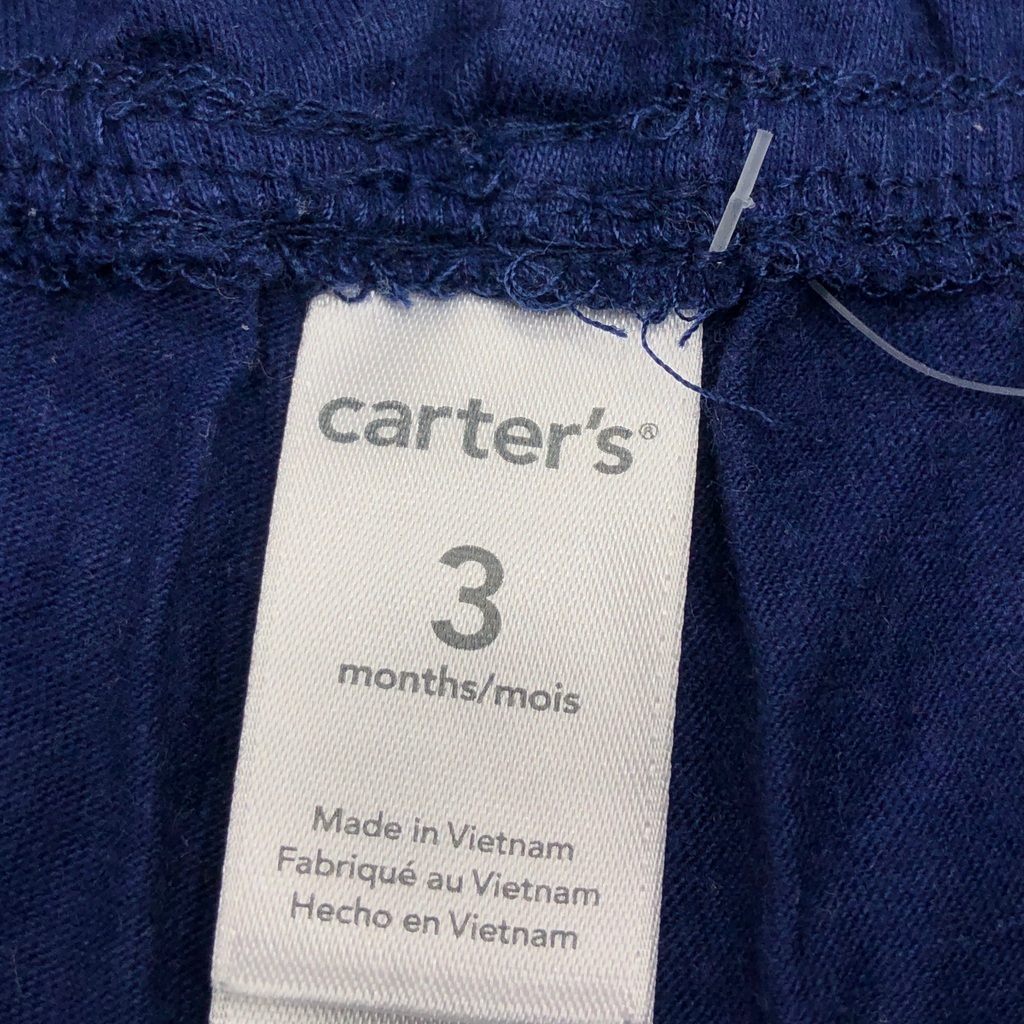 carter's®
3
months/mois
Made in Vietnam
Fabriqué au Vietnam
Hecho en Vietnam